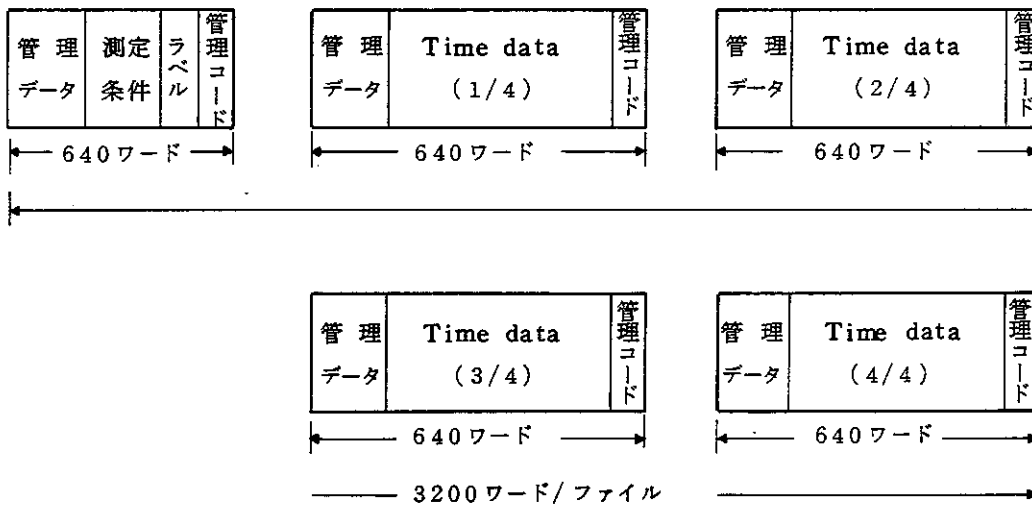 管理データ
測定条件
ラベル
管理コード
管理データ
Time data
(1/4)
管理コード
管理データ
Time data
(2/4)
管理コード
640ワード
640ワード
640ワード
管理データ
Time data
(3/4)
管理コード
管理データ
Time data
(4/4)
管理コード
640ワード
640ワード
3200ワード/ファイル